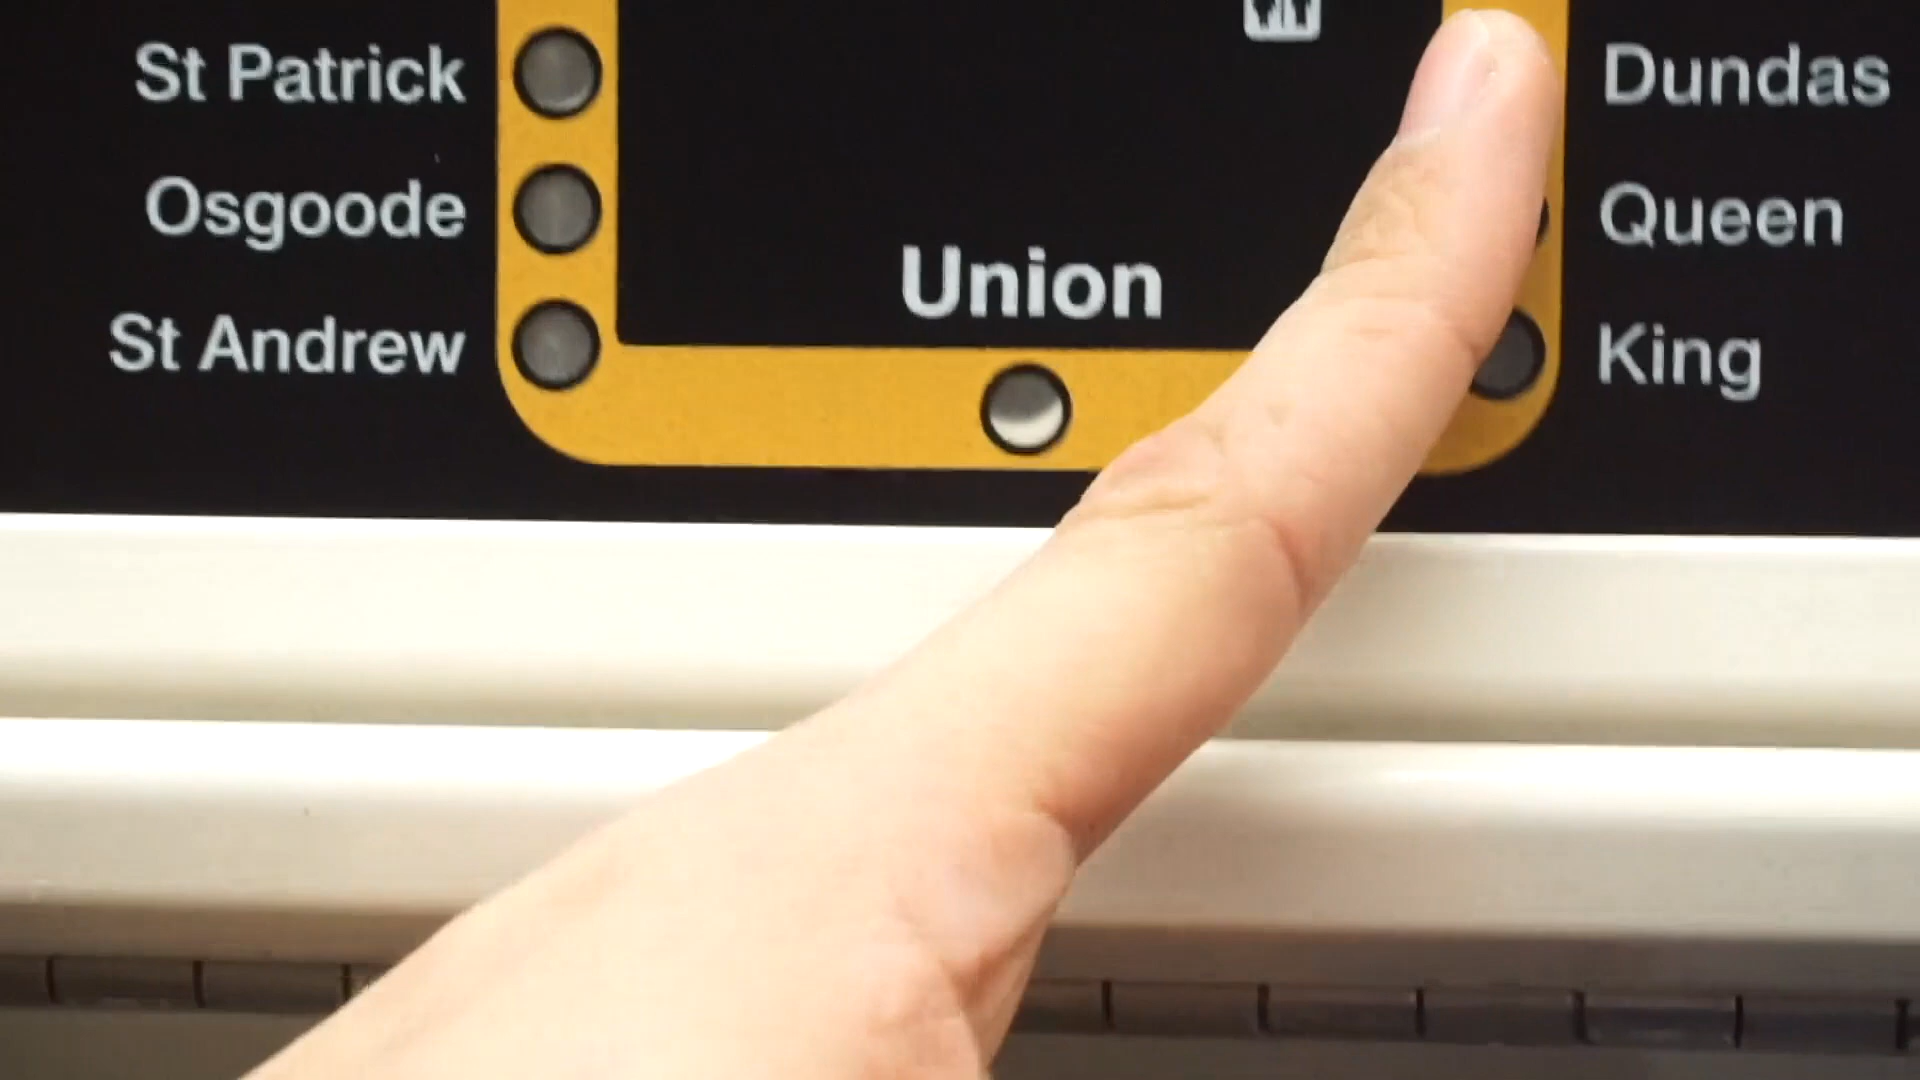 St Patrick
Osgoode
St Andrew
Union
Dundas
Queen
King